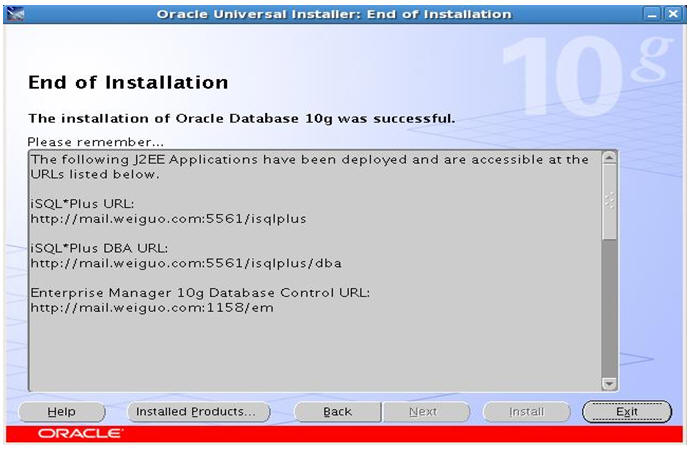 Oracle Universal Installer: End of Installation
10g
End of Installation
The installation of Oracle Database 10g was successful.
Please remember...
The following J2EE Applications have been deployed and are accessible at the
URLs listed below.
iSQL*Plus URL:
http://mail.weiguo.com:5561/isqlplus
iSQL*Plus DBA URL:
http://mail.weiguo.com:5561/isqlplus/dba
Enterprise Manager 10g Database Control URL:
http://mail.weiguo.com:1158/em
Help Installed Products... Back Next Install Exit
ORACLE